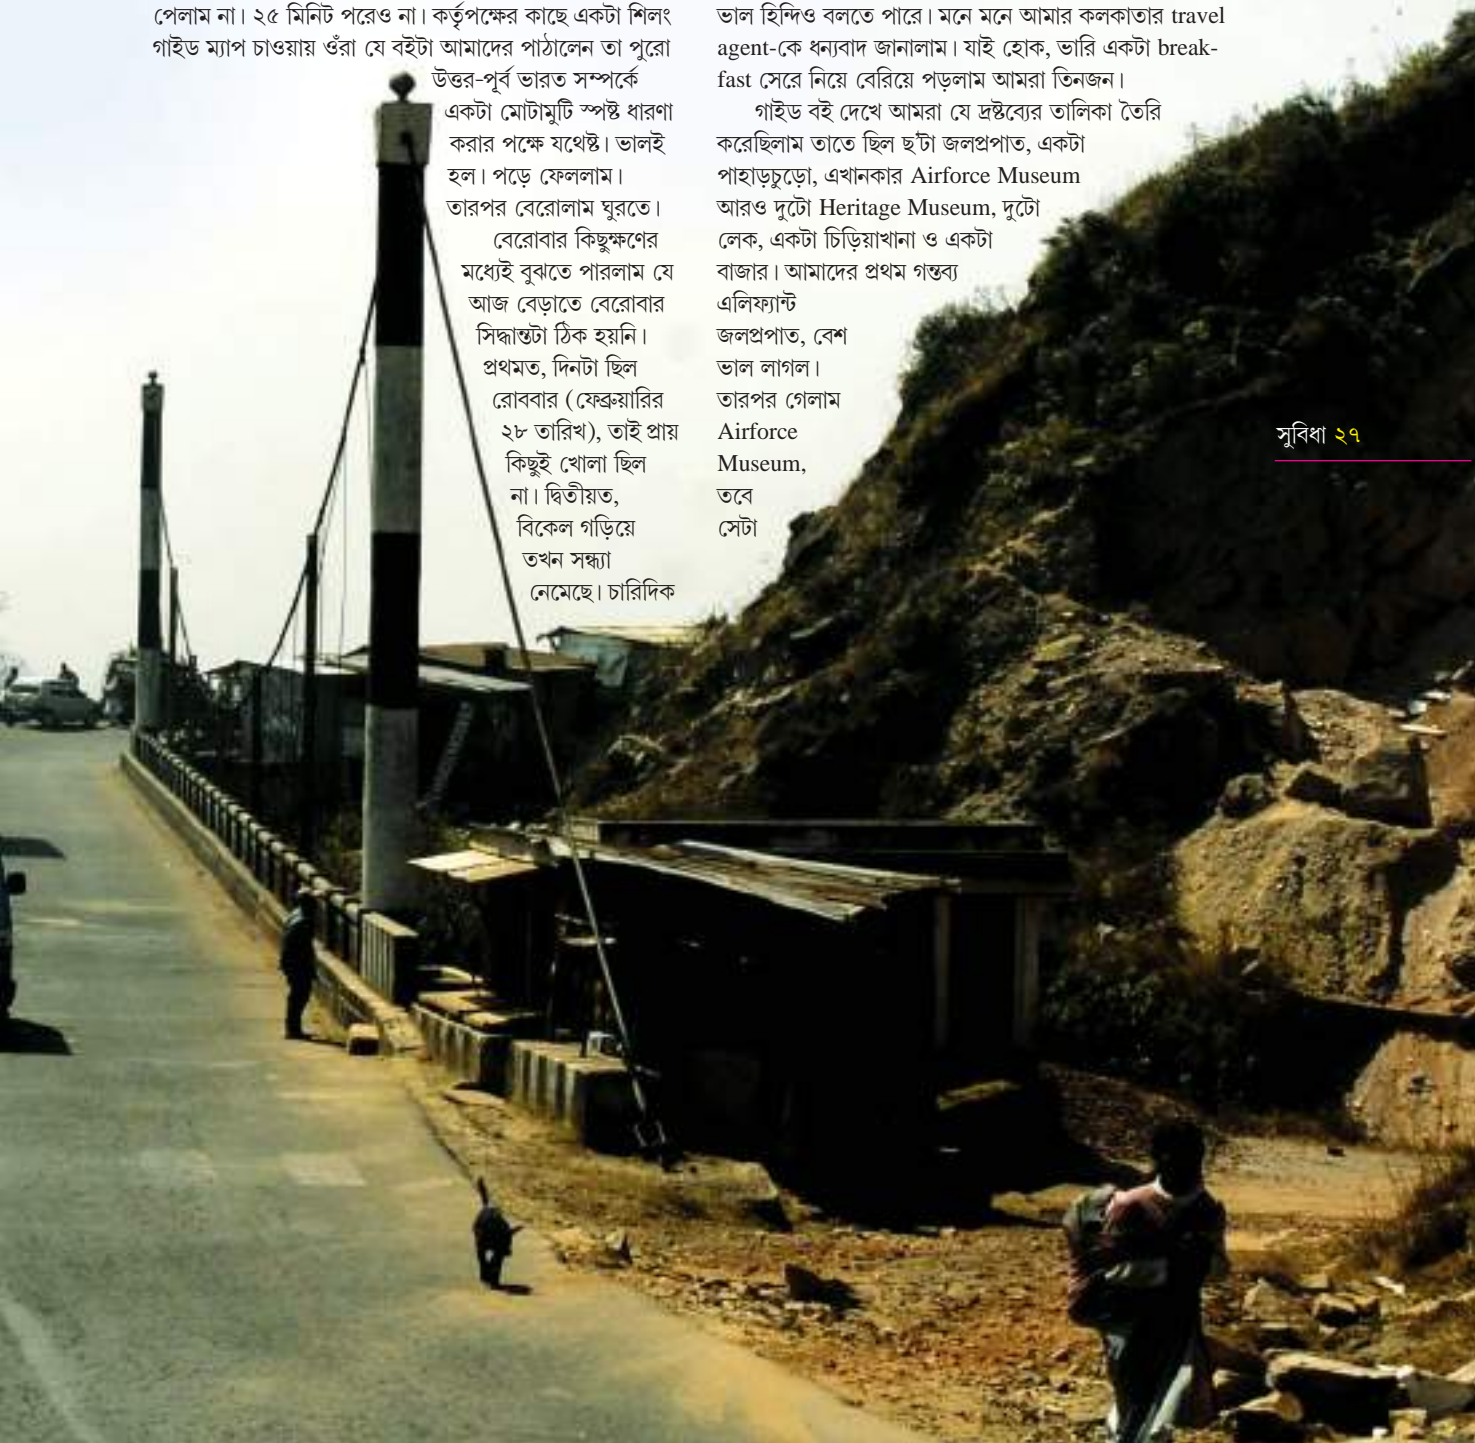 পেলাম না। ২৫ মিনিট পরেও না। কর্তৃপক্ষের কাছে একটা শিলং
গাইড ম্যাপ চাওয়ায় ওঁরা যে বইটা আমাদের পাঠালেন তা পুরো
উত্তর-পূর্ব ভারত সম্পর্কে
একটা মোটামুটি স্পষ্ট ধারণা
করার পক্ষে যথেষ্ট। ভালই
হল। পড়ে ফেললাম।
তারপর বেরোলাম ঘুরতে।
বেরোবার কিছুক্ষণের
মধ্যেই বুঝতে পারলাম যে
আজ বেড়াতে বেরোবার
সিদ্ধান্তটা ঠিক হয়নি।
প্রথমত, দিনটা ছিল
রোববার (ফেব্রুয়ারির
২৮ তারিখ), তাই প্রায়
কিছুই খোলা ছিল
না। দ্বিতীয়ত,
বিকেল গড়িয়ে
তখন সন্ধ্যা
নেমেছে। চারিদিক
ভাল হিন্দিও বলতে পারে। মনে মনে আমার কলকাতার travel
agent-কে ধন্যবাদ জানালাম। যাই হোক, ভারি একটা break-
fast সেরে নিয়ে বেরিয়ে পড়লাম আমরা তিনজন।
গাইড বই দেখে আমরা যে দ্রষ্টব্যের তালিকা তৈরি
করেছিলাম তাতে ছিল ছ'টা জলপ্রপাত, একটা
পাহাড়চুড়ো, এখানকার Airforce Museum
আরও দুটো Heritage Museum, দুটো
লেক, একটা চিড়িয়াখানা ও একটা
বাজার। আমাদের প্রথম গন্তব্য
এলিফ্যান্ট
জলপ্রপাত, বেশ
ভাল লাগল।
তারপর গেলাম
Airforce
Museum,
তবে
সেটা
সুবিধা ২৭